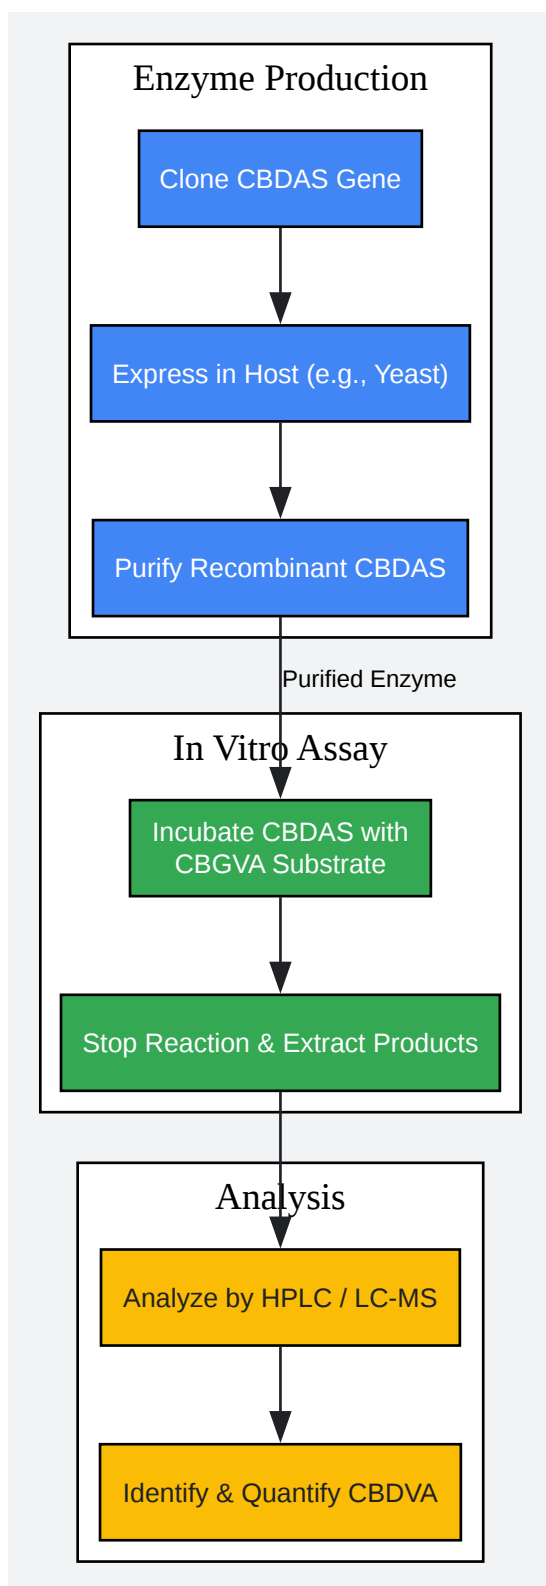 Enzyme Production
Clone CBDAS Gene
Express in Host (e.g., Yeast)
Purify Recombinant CBDAS
Purified Enzyme
In Vitro Assay
Incubate CBDAS with
CBGVA Substrate
Stop Reaction & Extract Products
Analysis
Analyze by HPLC / LC-MS
Identify & Quantify CBDVA